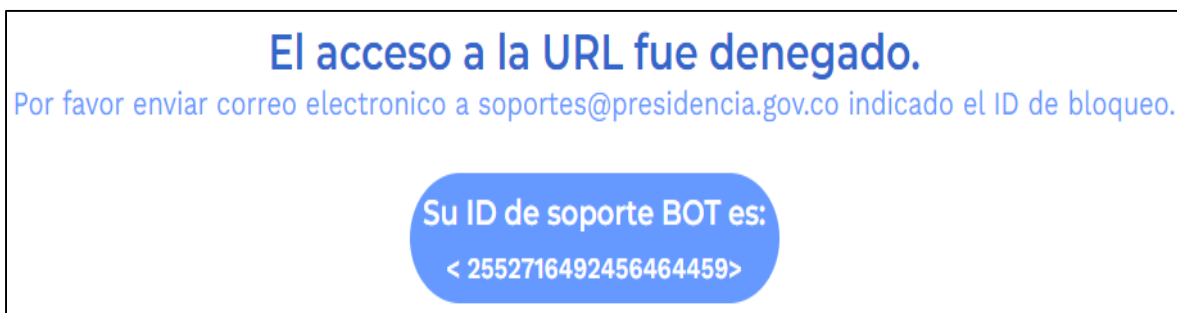 El acceso a la URL fue denegado.
Por favor enviar correo electronico a soportes@presidencia.gov.co indicado el ID de bloqueo.
Su ID de soporte BOT es:
< 2552716492456464459>